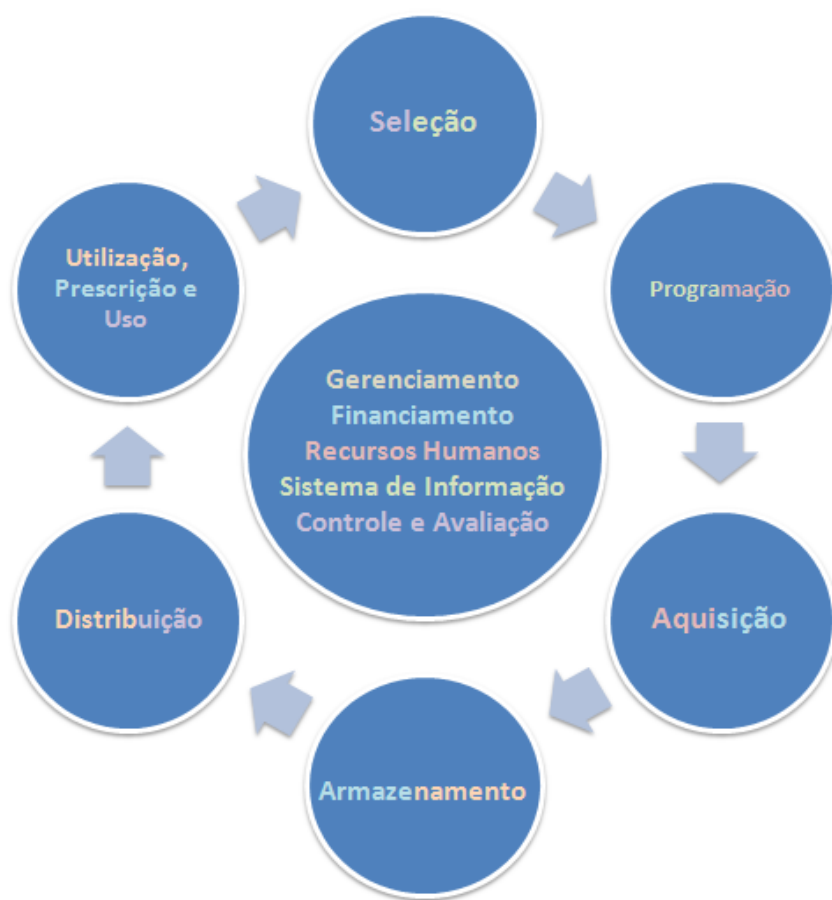 Seleção
Programação
Aquisição
Armazenamento
Distribuição
Utilização,
Prescrição e
Uso
Gerenciamento
Financiamento
Recursos Humanos
Sistema de Informação
Controle e Avaliação